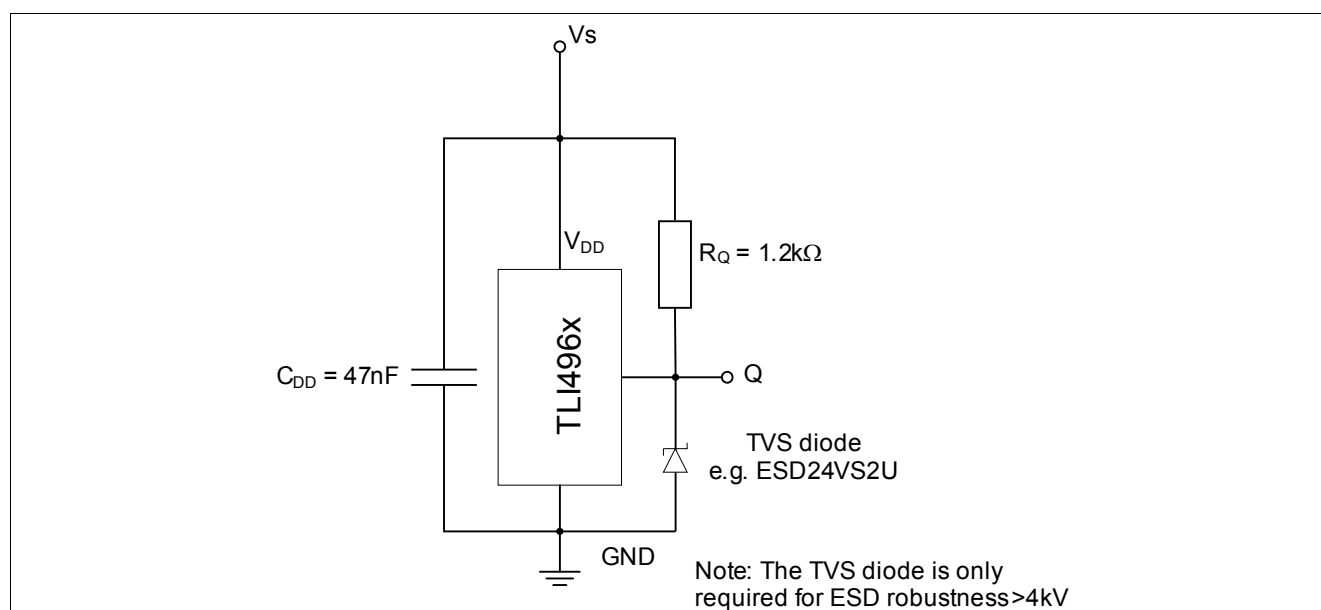 Vs
VDD
RQ = 1.2kΩ
TLI496x
CDD = 47nF
Q
TVS diode
e.g. ESD24VS2U
GND
Note: The TVS diode is only
required for ESD robustness>4kV